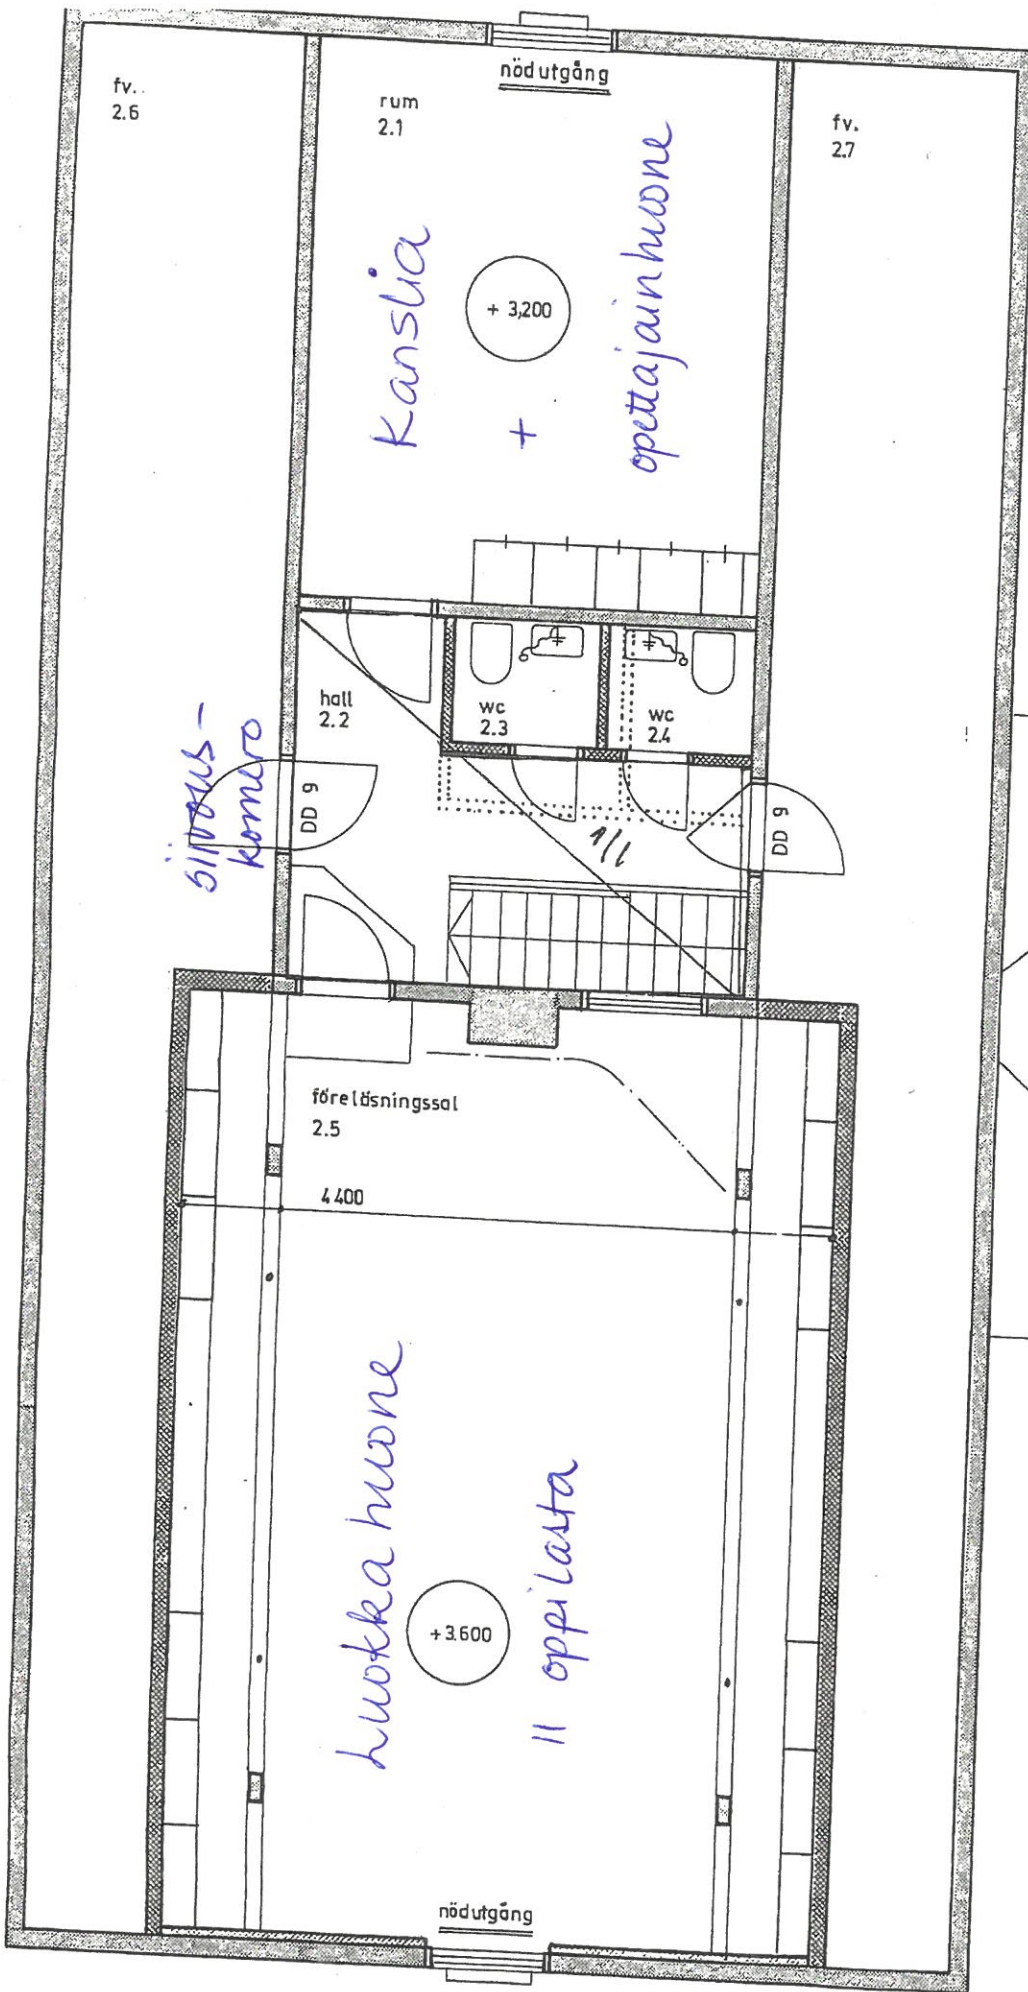 nödutgång
fv..
2.6
rum
2.1
fv.
2.7
Kanslia
+
opettajainhuone
+ 3,200
hall
2.2
wc
2.3
wc
2.4
siivous-
komero
DD 9
DD 9
föreläsningssal
2.5
4 400
Luokkahuone
11 oppilasta
+3.600
nödutgång